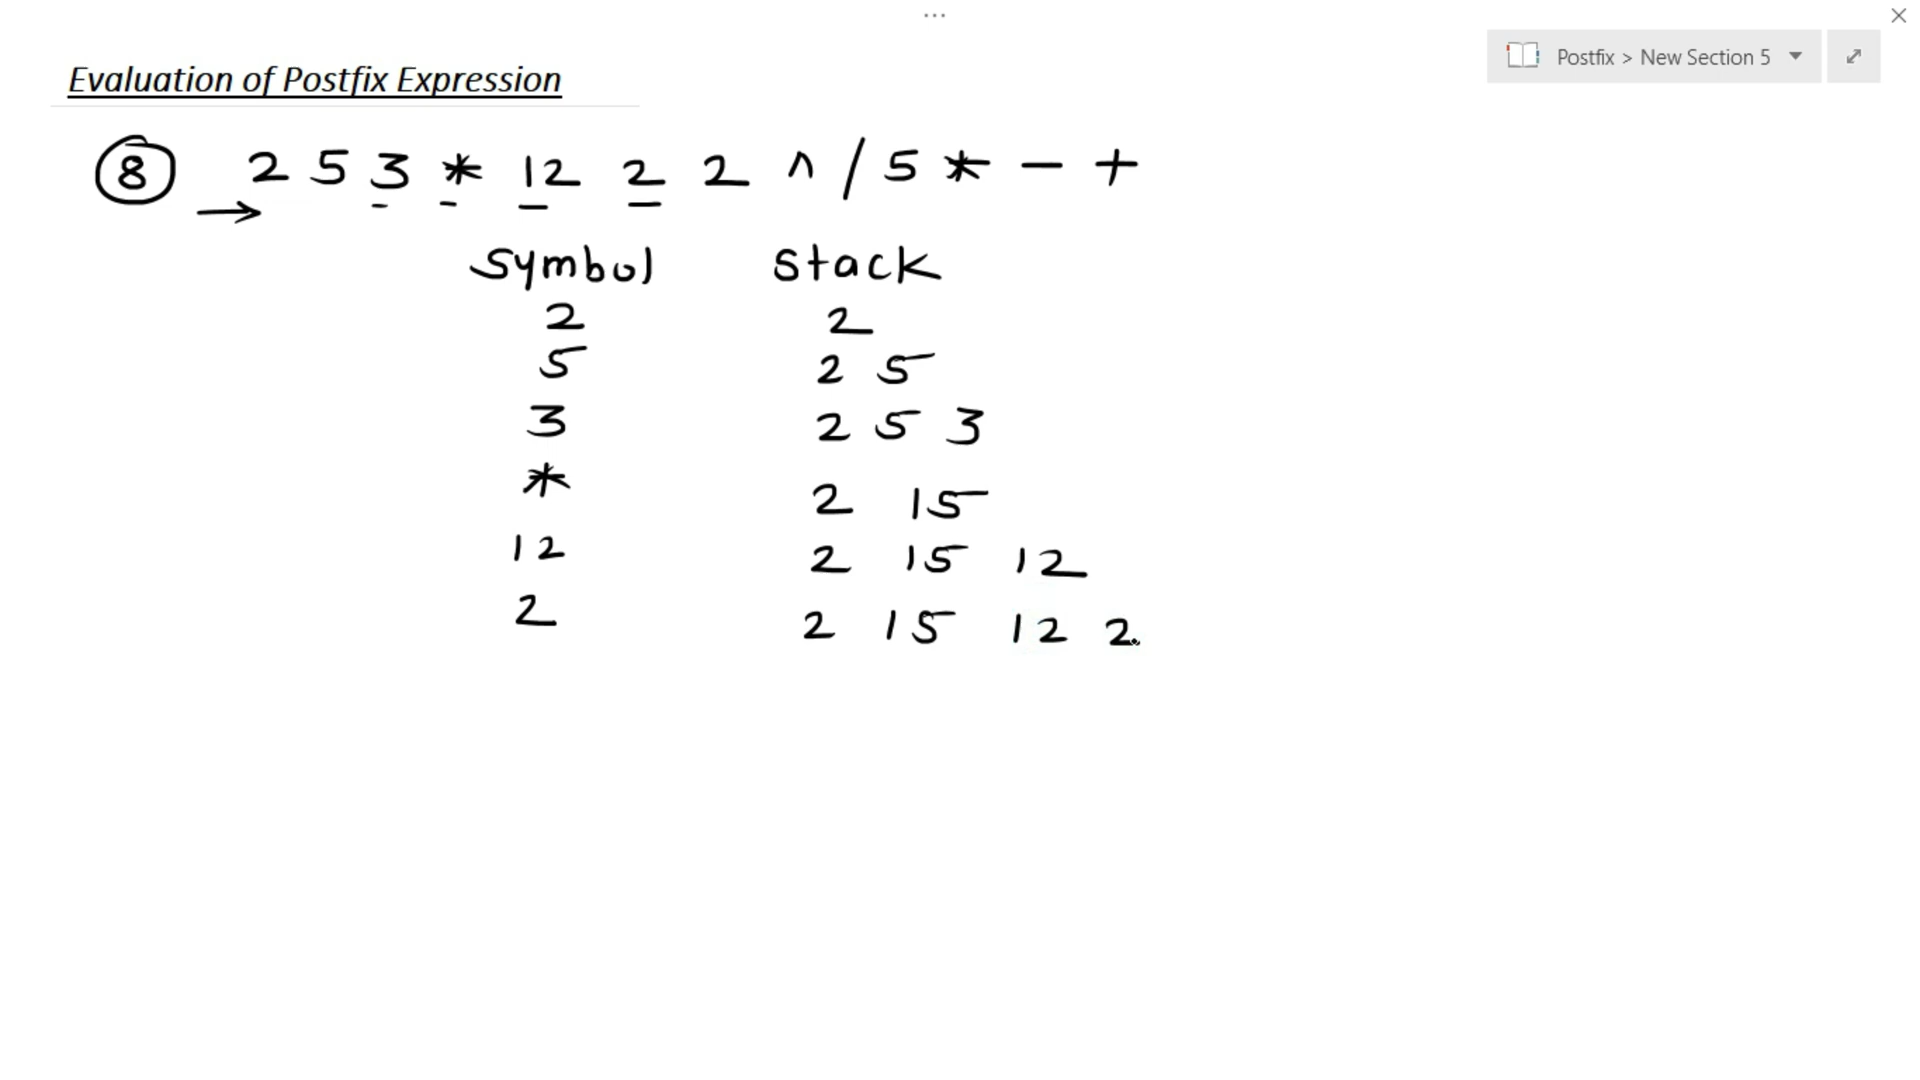 Postfix > New Section 5
Evaluation of Postfix Expression
8 2 5 3 * 12 2 2 ^ / 5 * - +
symbol stack
2 2
5 2 5
3 2 5 3
* 2 15
12 2 15 12
2 2 15 12 2